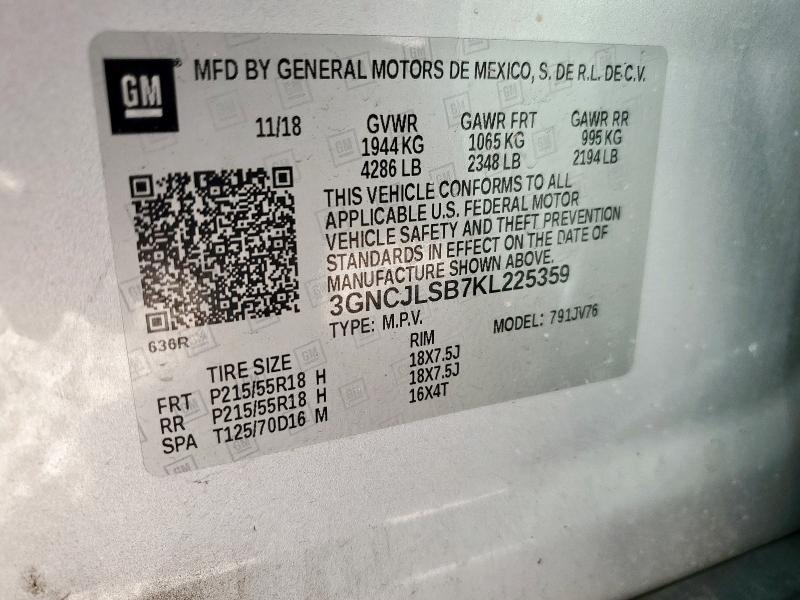 GM® MFD BY GENERAL MOTORS DE MEXICO, S. DE R.L. DE C.V.
11/18 GVWR GAWR FRT GAWR RR
1944 KG 1065 KG 995 KG
4286 LB 2348 LB 2194 LB
THIS VEHICLE CONFORMS TO ALL
APPLICABLE U.S. FEDERAL MOTOR
VEHICLE SAFETY AND THEFT PREVENTION
STANDARDS IN EFFECT ON THE DATE OF
MANUFACTURE SHOWN ABOVE.
3GNCJLSB7KL225359
TYPE: M.P.V. MODEL: 791JV76
636R
TIRE SIZE RIM
FRT P215/55R18 H 18X7.5J
RR P215/55R18 H 18X7.5J
SPA T125/70D16 M 16X4T